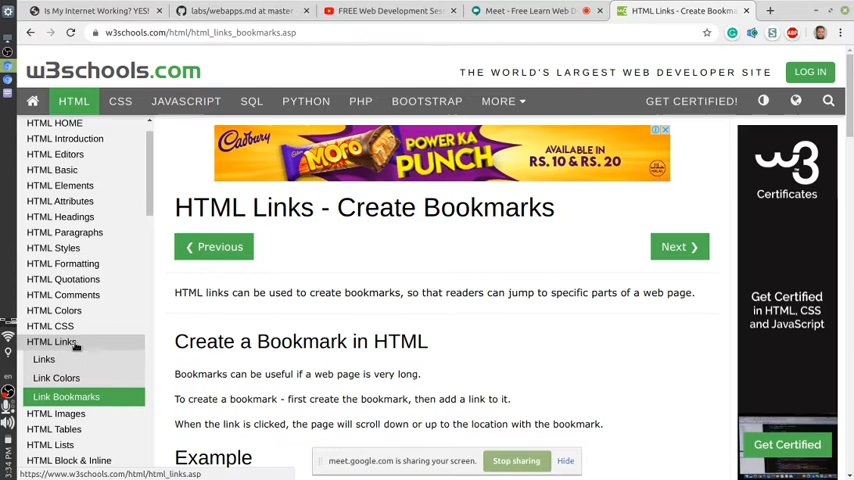 Is My Internet Working? YES!
labs/webapps.md at master
FREE Web Development Ses
Meet - Free Learn Web D
HTML Links - Create Bookma
w3schools.com/html/html_links_bookmarks.asp
w3schools.com
THE WORLD'S LARGEST WEB DEVELOPER SITE
LOG IN
HTML CSS JAVASCRIPT SQL PYTHON PHP BOOTSTRAP MORE GET CERTIFIED!
HTML HOME
HTML Introduction
HTML Editors
HTML Basic
HTML Elements
HTML Attributes
HTML Headings
HTML Paragraphs
HTML Styles
HTML Formatting
HTML Quotations
HTML Comments
HTML Colors
HTML CSS
HTML Links
Links
Link Colors
Link Bookmarks
HTML Images
HTML Tables
HTML Lists
HTML Block & Inline
https://www.w3schools.com/html/html_links.asp
Cadbury
MORO
POWER KA
PUNCH
AVAILABLE IN
RS. 10 & RS. 20
HTML Links - Create Bookmarks
❮ Previous
Next ❯
HTML links can be used to create bookmarks, so that readers can jump to specific parts of a web page.
Create a Bookmark in HTML
Bookmarks can be useful if a web page is very long.
To create a bookmark - first create the bookmark, then add a link to it.
When the link is clicked, the page will scroll down or up to the location with the bookmark.
Example
meet.google.com is sharing your screen.
Stop sharing
Hide
w3
Certificates
Get Certified
in HTML, CSS
and JavaScript
Get Certified
en
3:34 PM